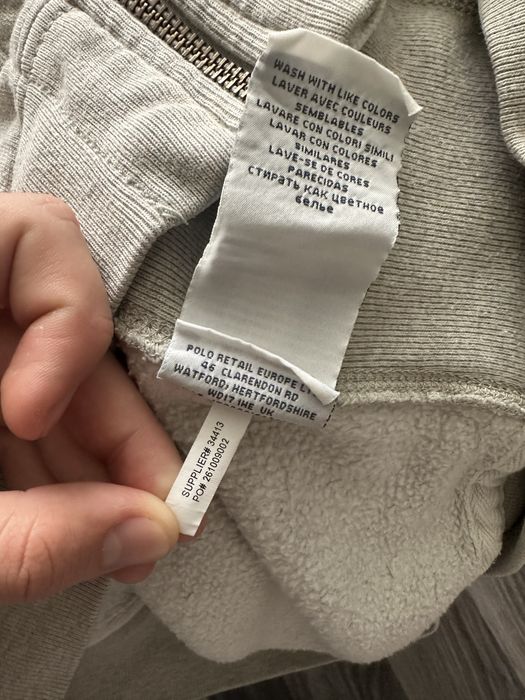 WASH WITH LIKE COLORS
LAVER AVEC COULEURS
SEMBLABLES
LAVARE CON COLORI SIMILI
LAVAR CON COLORES
SIMILARES
LAVE-SE DE CORES
PARECIDAS
СТИРАТЬ КАК ЦВЕТНОЕ
белье
POLO RETAIL EUROPE
46 CLARENDON RD
WATFORD, HERTFORDSHIRE
WD17 1HE UK
SUPPLIER# 34413
PO# 261009002